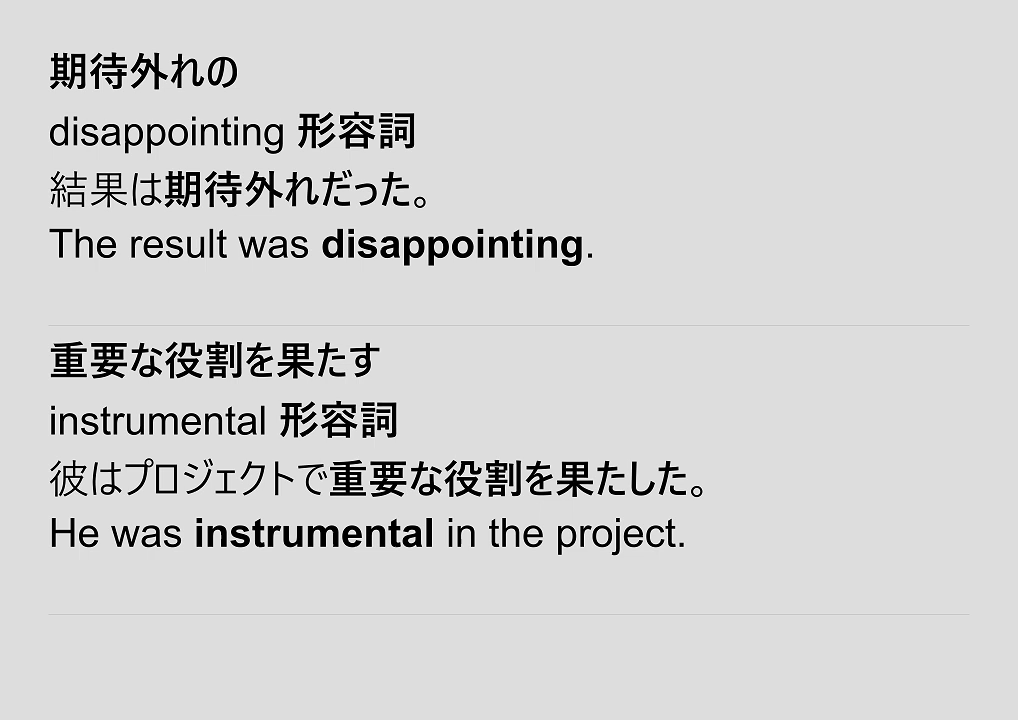 期待外れの
disappointing 形容詞
結果は期待外れだった。
The result was disappointing.
重要な役割を果たす
instrumental 形容詞
彼はプロジェクトで重要な役割を果たした。
He was instrumental in the project.